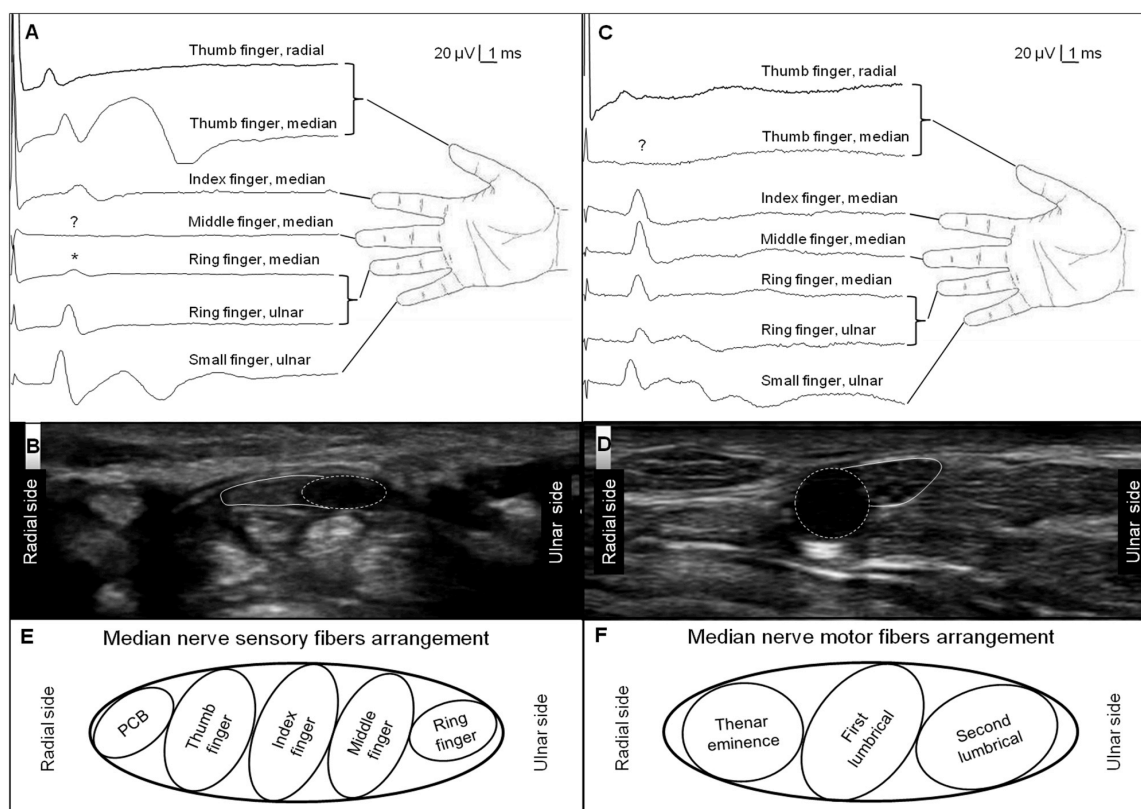 A
20 µV 1 ms
Thumb finger, radial
Thumb finger, median
Index finger, median
?
Middle finger, median
*
Ring finger, median
Ring finger, ulnar
Small finger, ulnar
C
20 µV 1 ms
Thumb finger, radial
?
Thumb finger, median
Index finger, median
Middle finger, median
Ring finger, median
Ring finger, ulnar
Small finger, ulnar
B
Radial side
Ulnar side
D
Radial side
Ulnar side
E
Median nerve sensory fibers arrangement
Radial side
PCB
Thumb
finger
Index
finger
Middle
finger
Ring
finger
Ulnar side
F
Median nerve motor fibers arrangement
Radial side
Thenar
eminence
First
lumbrical
Second
lumbrical
Ulnar side